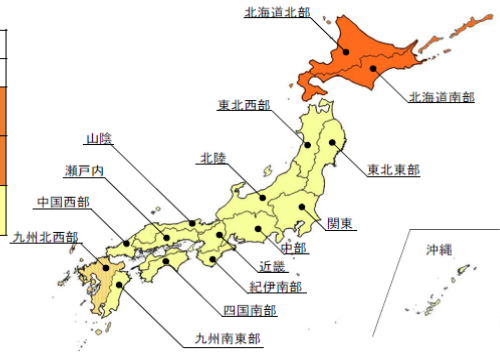 北海道北部
北海道南部
東北西部
山陰
東北東部
北陸
瀬戸内
中国西部
関東
九州北西部
中部
沖縄
近畿
紀伊南部
四国南部
九州南東部